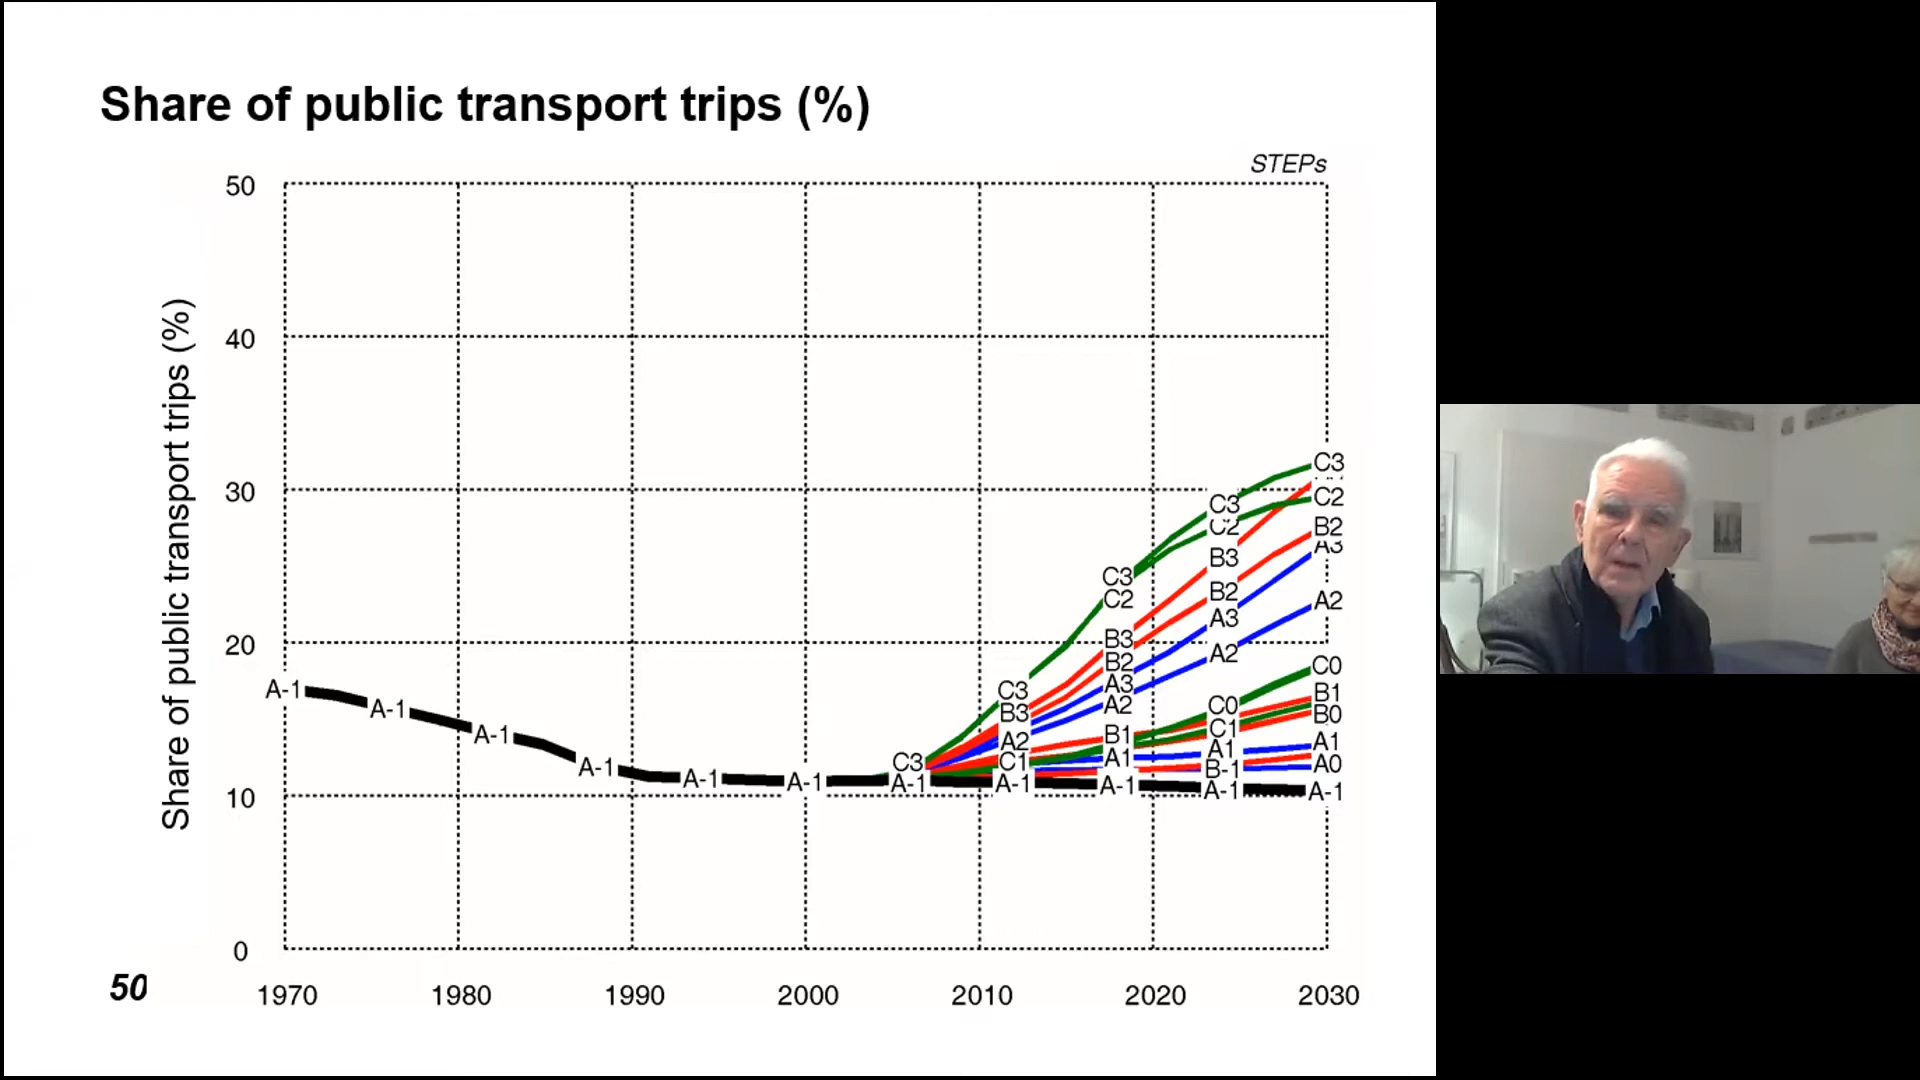 Share of public transport trips (%)
STEPs
Share of public transport trips (%)
50
40
30
20
10
0
1970 1980 1990 2000 2010 2020 2030
A-1 A-1 A-1 A-1 A-1 A-1 A-1 A-1 A-1 A-1 A-1
C3
C3
B3
A2
C1
C3
C2
B3
B2
A3
A2
B1
A1
C3
C2
B3
B2
A3
A2
C0
C1
A1
B-1
C3
C2
B2
A3
A2
C0
B1
B0
A1
A0
50